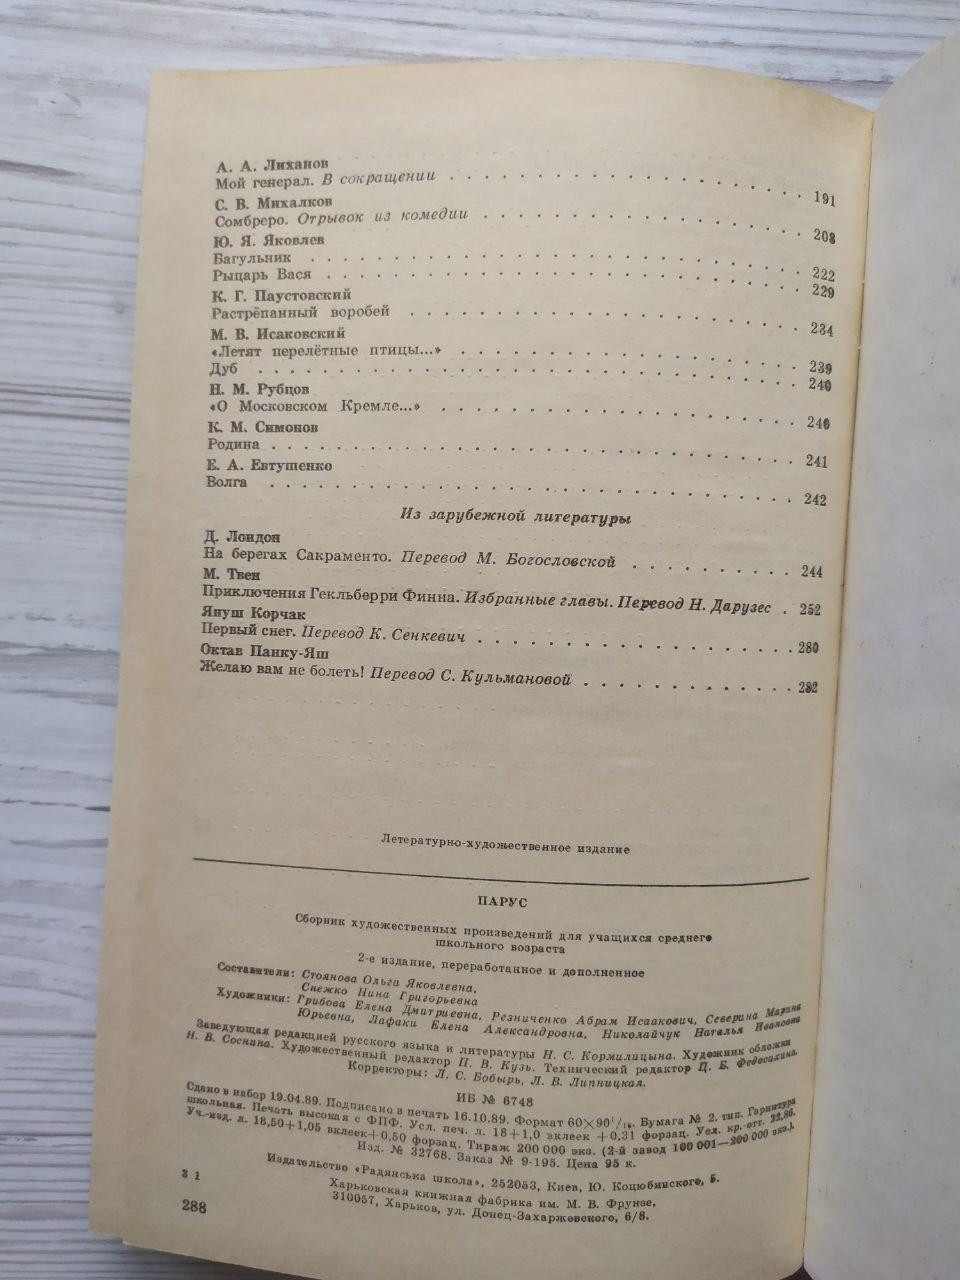 А. А. Лиханов
Мой генерал. В сокращении . . . 191
С. В. Михалков
Сомбреро. Отрывок из комедии . . . 208
Ю. Я. Яковлев
Багульник . . . 222
Рыцарь Вася . . . 229
К. Г. Паустовский
Растрёпанный воробей . . . 234
М. В. Исаковский
«Летят перелётные птицы...» . . . 239
Дуб . . . 240
Н. М. Рубцов
«О Московском Кремле...» . . . 240
К. М. Симонов
Родина . . . 241
Е. А. Евтушенко
Волга . . . 242
Из зарубежной литературы
Д. Лондон
На берегах Сакраменто. Перевод М. Богословской . . . 244
М. Твен
Приключения Гекльберри Финна. Избранные главы. Перевод Н. Дарузес . 252
Януш Корчак
Первый снег. Перевод К. Сенкевич . . . 280
Октав Панку-Яш
Желаю вам не болеть! Перевод С. Кульмановой . . . 282
Литературно-художественное издание
ПАРУС
Сборник художественных произведений для учащихся среднего
школьного возраста
2-е издание, переработанное и дополненное
Составители: Стоянова Ольга Яковлевна,
Снежко Нина Григорьевна
Художники: Грибова Елена Дмитриевна, Резниченко Абрам Исаакович, Северина Марина
Юрьевна, Лафаки Елена Александровна, Николайчук Наталья Ивановна
Заведующая редакцией русского языка и литературы Н. С. Кормилицына. Художник обложки
Н. В. Соснина. Художественный редактор П. В. Кузь. Технический редактор Ц. Б. Федосихина.
Корректоры: Л. С. Бобырь, Л. В. Липницкая.
ИБ № 6748
Сдано в набор 19.04.89. Подписано в печать 16.10.89. Формат 60×90¹/₁₆. Бумага № 2, тип. Гарнитура
школьная. Печать высокая с ФПФ. Усл. печ. л. 18+1,0 вклеек +0,31 форзац. Усл. кр.-отт. 22,86.
Уч.-изд. л. 18,50+1,05 вклеек+0,50 форзац. Тираж 200 000 экз. (2-й завод 100 001—200 000 экз.).
Изд. № 32768. Заказ № 9-195. Цена 95 к.
Издательство «Радянська школа», 252053, Киев, Ю. Коцюбинского, 5.
Харьковская книжная фабрика им. М. В. Фрунзе,
310057, Харьков, ул. Донец-Захаржевского, 6/8.
3 1
288